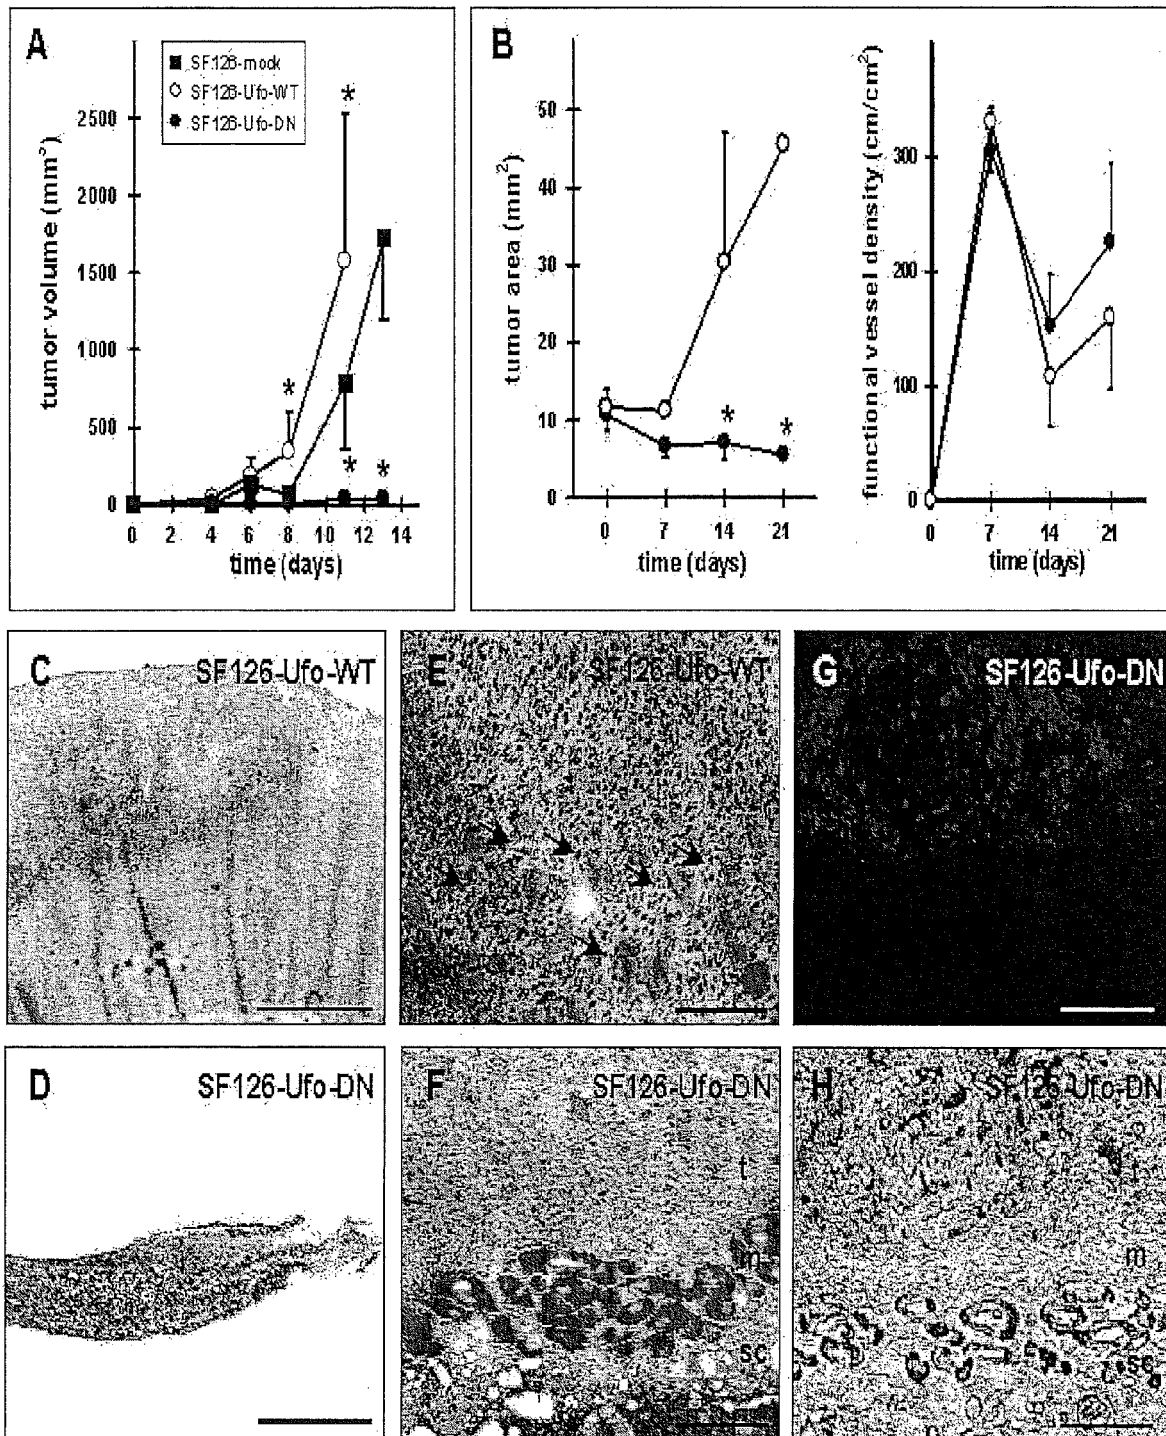 A
SF126-mock
SF126-Ufo-WT
SF126-Ufo-DN
tumor volume (mm³)
2500
2000
1500
1000
500
0
0 2 4 6 8 10 12 14
time (days)
* * * *
B
tumor area (mm²)
50
40
30
20
10
0
0 7 14 21
time (days)
* *
functional vessel density (cm/cm²)
300
200
100
0
0 7 14 21
time (days)
C SF126-Ufo-WT
E SF126-Ufo-WT
G SF126-Ufo-DN
D SF126-Ufo-DN
F SF126-Ufo-DN
t
m
sc
H SF126-Ufo-DN
m
sc